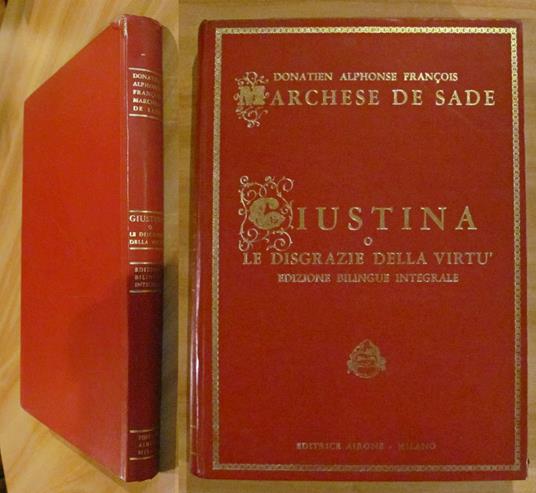 DONATIEN
ALPHONSE
FRANÇOIS
MARCHESE
DE SADE
GIUSTINA
O
LE DISGRAZIE
DELLA VIRTU'
EDIZIONE
BILINGUE
INTEGRALE
DONATIEN ALPHONSE FRANÇOIS
MARCHESE DE SADE
GIUSTINA
O
LE DISGRAZIE DELLA VIRTU'
EDIZIONE BILINGUE INTEGRALE
EDITRICE AIRONE - MILANO